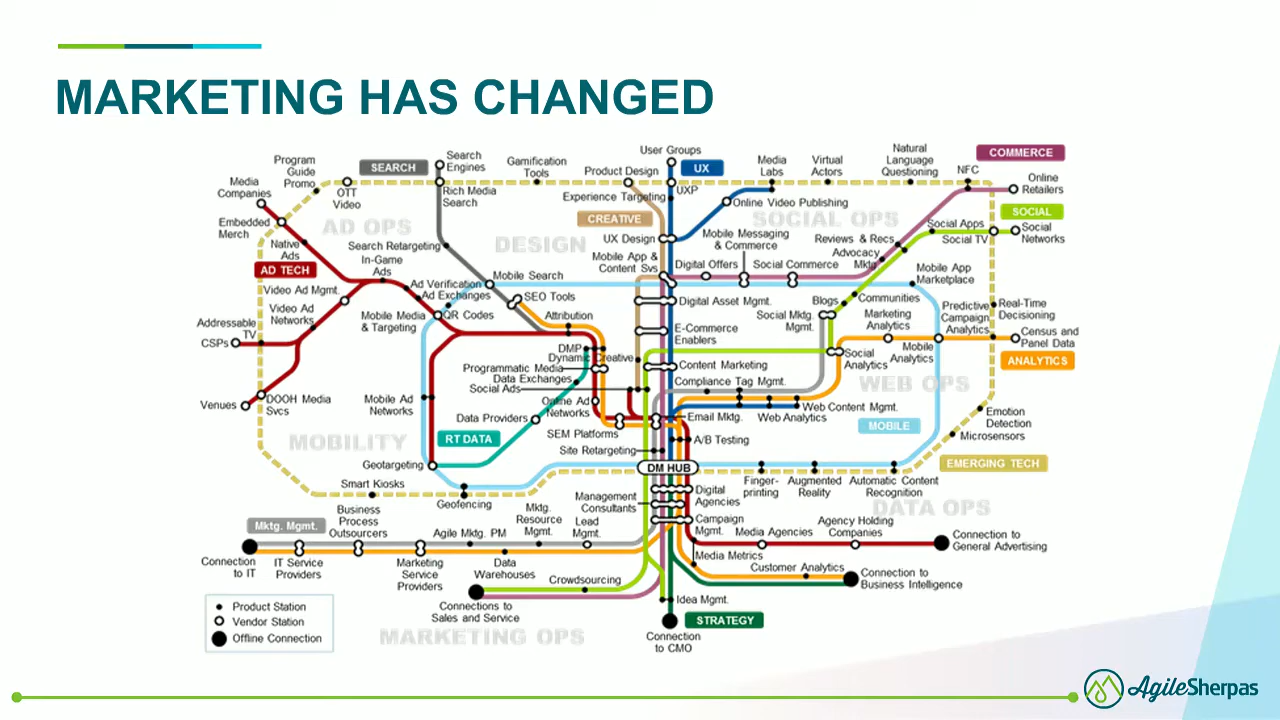 MARKETING HAS CHANGED
User Groups
SEARCH
Search
Engines
Gamification
Tools
Product Design
UX
Media
Labs
Virtual
Actors
Natural
Language
Questioning
COMMERCE
NFC
Program
Guide
Promo
OTT
Video
Media
Companies
Rich Media
Search
Experience Targeting
UXP
Online Video Publishing
Online
Retailers
SOCIAL
Embedded
Merch
AD OPS
DESIGN
CREATIVE
SOCIAL OPS
Social Apps
Social TV
Social
Networks
Native
Ads
Search Retargeting
UX Design
Mobile Messaging
& Commerce
Reviews & Recs
Advocacy
Mktg
AD TECH
In-Game
Ads
Mobile App &
Content Svs
Digital Offers
Social Commerce
Mobile App
Marketplace
Mobile Search
Video Ad Mgmt.
Ad Verification
Ad Exchanges
SEO Tools
Digital Asset Mgmt.
Blogs
Communities
Video Ad
Networks
Mobile Media
& Targeting
QR Codes
Attribution
Social Mktg.
Mgmt.
Marketing
Analytics
Predictive
Campaign
Analytics
Real-Time
Decisioning
Addressable
TV
CSPs
E-Commerce
Enablers
Census and
Panel Data
ANALYTICS
DMP
Dynamic Creative
Programmatic Media
Data Exchanges
Social Ads
Content Marketing
Social
Analytics
Mobile
Analytics
Compliance Tag Mgmt.
WEB OPS
Venues
DOOH Media
Svcs
Mobile Ad
Networks
Online Ad
Networks
Data Providers
Email Mktg.
Web Analytics
Web Content Mgmt.
Emotion
Detection
Microsensors
MOBILITY
RT DATA
SEM Platforms
A/B Testing
MOBILE
Site Retargeting
Geotargeting
DM HUB
EMERGING TECH
Smart Kiosks
Geofencing
Finger-
printing
Augmented
Reality
Automatic Content
Recognition
Management
Consultants
Digital
Agencies
DATA OPS
Mktg. Mgmt.
Business
Process
Outsourcers
Agile Mktg. PM
Mktg.
Resource
Mgmt.
Lead
Mgmt.
Campaign
Mgmt.
Media Agencies
Agency Holding
Companies
Connection to
General Advertising
Connection
to IT
IT Service
Providers
Marketing
Service
Providers
Data
Warehouses
Media Metrics
Customer Analytics
Connection to
Business Intelligence
Crowdsourcing
Connections to
Sales and Service
Idea Mgmt.
STRATEGY
Connection
to CMO
MARKETING OPS
Product Station
Vendor Station
Offline Connection
AgileSherpas